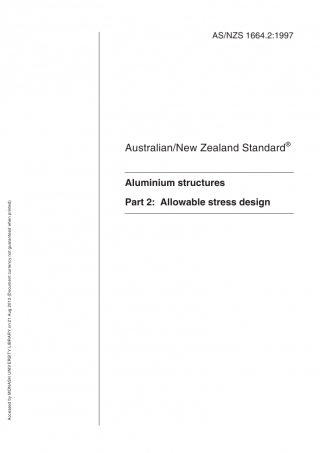 AS/NZS 1664.2:1997
Australian/New Zealand Standard®
Aluminium structures
Part 2: Allowable stress design
Accessed by MONASH UNIVERSITY LIBRARY on 21 Aug 2013 (Document currency not guaranteed when printed)